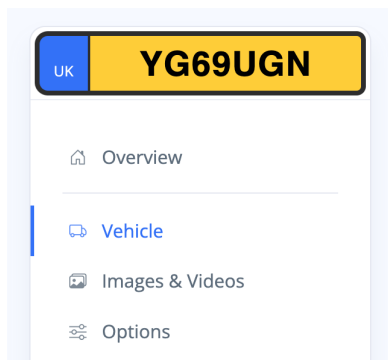 UK YG69UGN
Overview
Vehicle
Images & Videos
Options